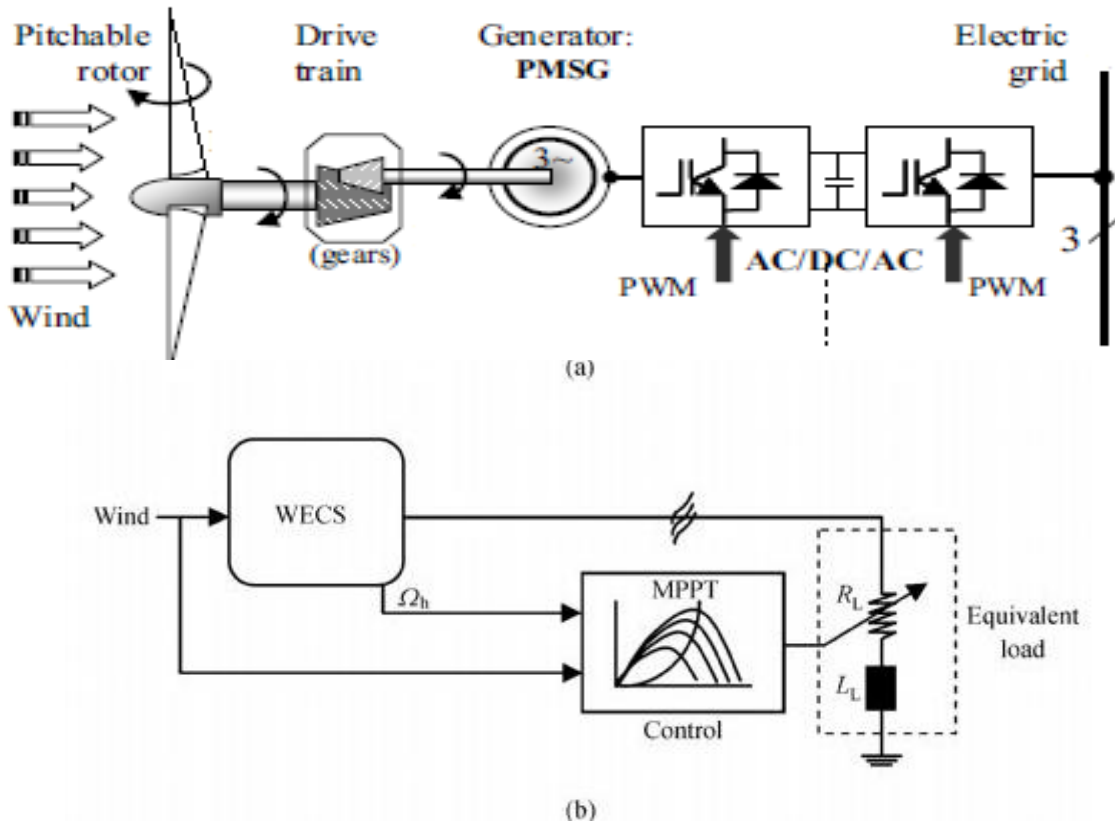 Pitchable
rotor
Drive
train
Generator:
PMSG
Electric
grid
3~
(gears)
Wind
PWM
AC/DC/AC
PWM
3
(a)
Wind
WECS
Ωh
MPPT
Control
RL
LL
Equivalent
load
(b)